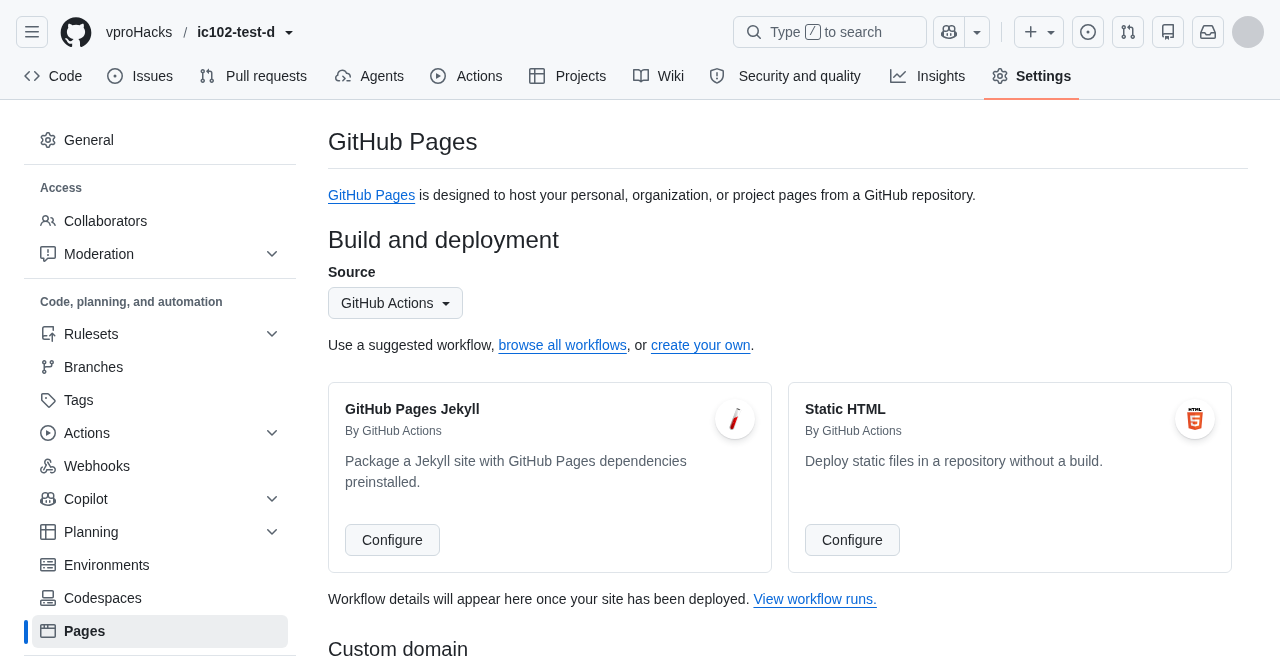 vproHacks / ic102-test-d
Type / to search
Code Issues Pull requests Agents Actions Projects Wiki Security and quality Insights Settings
General
Access
Collaborators
Moderation
Code, planning, and automation
Rulesets
Branches
Tags
Actions
Webhooks
Copilot
Planning
Environments
Codespaces
Pages
GitHub Pages
GitHub Pages is designed to host your personal, organization, or project pages from a GitHub repository.
Build and deployment
Source
GitHub Actions
Use a suggested workflow, browse all workflows, or create your own.
GitHub Pages Jekyll
By GitHub Actions
Package a Jekyll site with GitHub Pages dependencies
preinstalled.
Configure
Static HTML
HTML
5
By GitHub Actions
Deploy static files in a repository without a build.
Configure
Workflow details will appear here once your site has been deployed. View workflow runs.
Custom domain